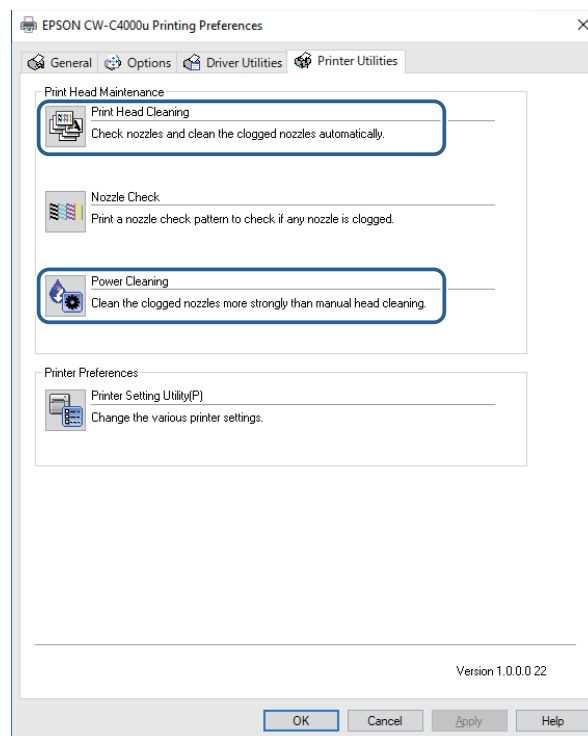 EPSON CW-C4000u Printing Preferences
General Options Driver Utilities Printer Utilities
Print Head Maintenance
Print Head Cleaning
Check nozzles and clean the clogged nozzles automatically.
Nozzle Check
Print a nozzle check pattern to check if any nozzle is clogged.
Power Cleaning
Clean the clogged nozzles more strongly than manual head cleaning.
Printer Preferences
Printer Setting Utility(P)
Change the various printer settings.
Version 1.0.0.0 22
OK Cancel Apply Help